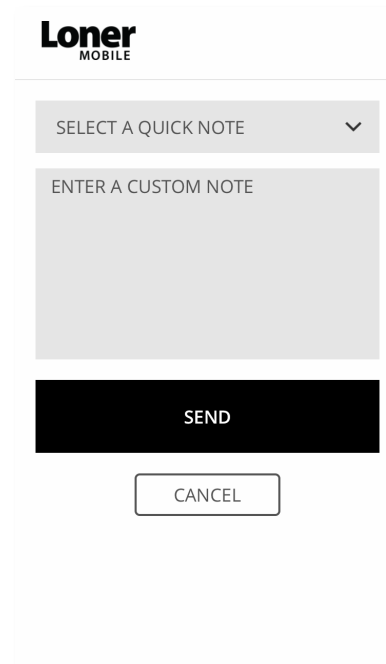 Loner
MOBILE
SELECT A QUICK NOTE
ENTER A CUSTOM NOTE
SEND
CANCEL